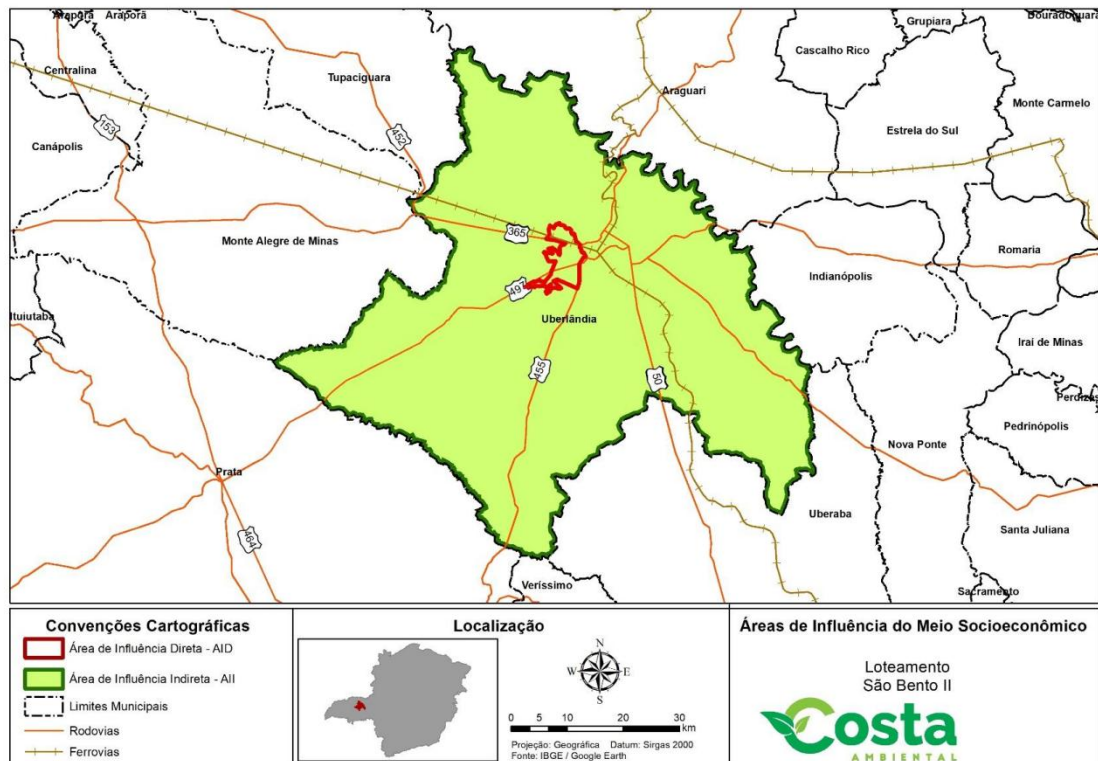 Araporã
Araporã
Grupiara
Douradoquara
Cascalho Rico
Centralina
Tupaciguara
Araguari
Monte Carmelo
153
452
Estrela do Sul
Canápolis
365
Monte Alegre de Minas
Romaria
Indianópolis
497
Ituiutaba
Uberlândia
Iraí de Minas
455
50
Perdizes
Pedrinópolis
Nova Ponte
Prata
Uberaba
Santa Juliana
464
Veríssimo
Sacramento
Convenções Cartográficas
Área de Influência Direta - AID
Área de Influência Indireta - AII
Limites Municipais
Rodovias
Ferrovias
Localização
N
W E
S
0 5 10 20 30
km
Projeção: Geográfica Datum: Sirgas 2000
Fonte: IBGE / Google Earth
Áreas de Influência do Meio Socioeconômico
Loteamento
São Bento II
Costa
AMBIENTAL